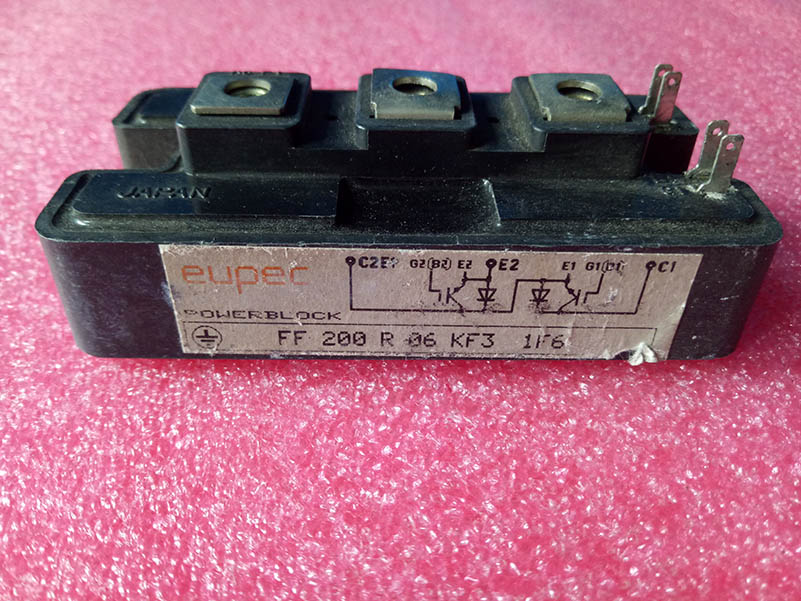 JAPAN
eupec
C2E1 G2(B2) E2 E2 E1 G1(B1) C1
POWERBLOCK
FF 200 R 06 KF3 1F6